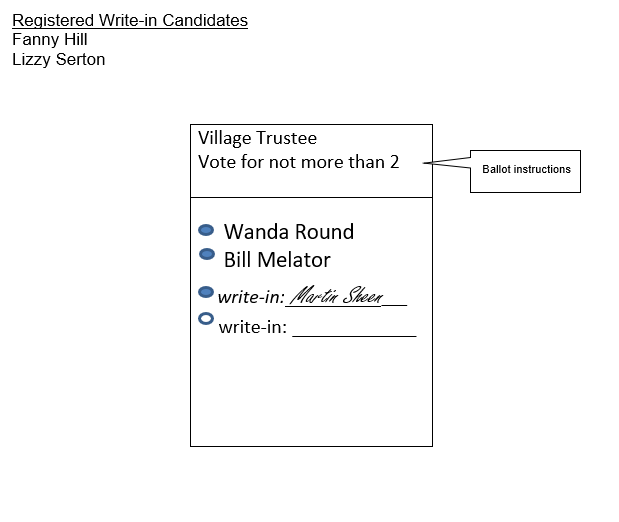 Registered Write-in Candidates
Fanny Hill
Lizzy Serton
Village Trustee
Vote for not more than 2
Ballot instructions
Wanda Round
Bill Melator
write-in: Martin Sheen
write-in: